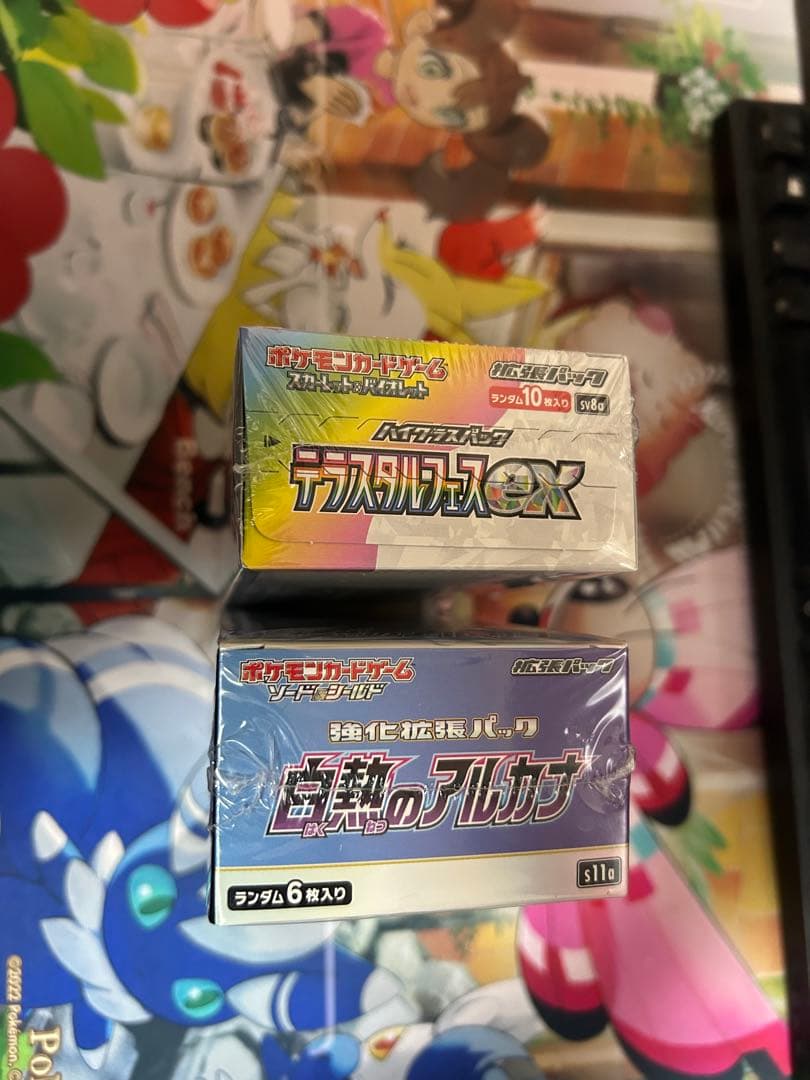 ポケモンカードゲーム
スカーレット&バイオレット
拡張パック
ランダム10枚入り
sv8a
ハイクラスパック
テラスタルフェスex
ポケモンカードゲーム
ソード&シールド
拡張パック
強化拡張パック
白熱のアルカナ
はく ねつ
ランダム6枚入り
s11a
Bench
©2022 Pokémon.